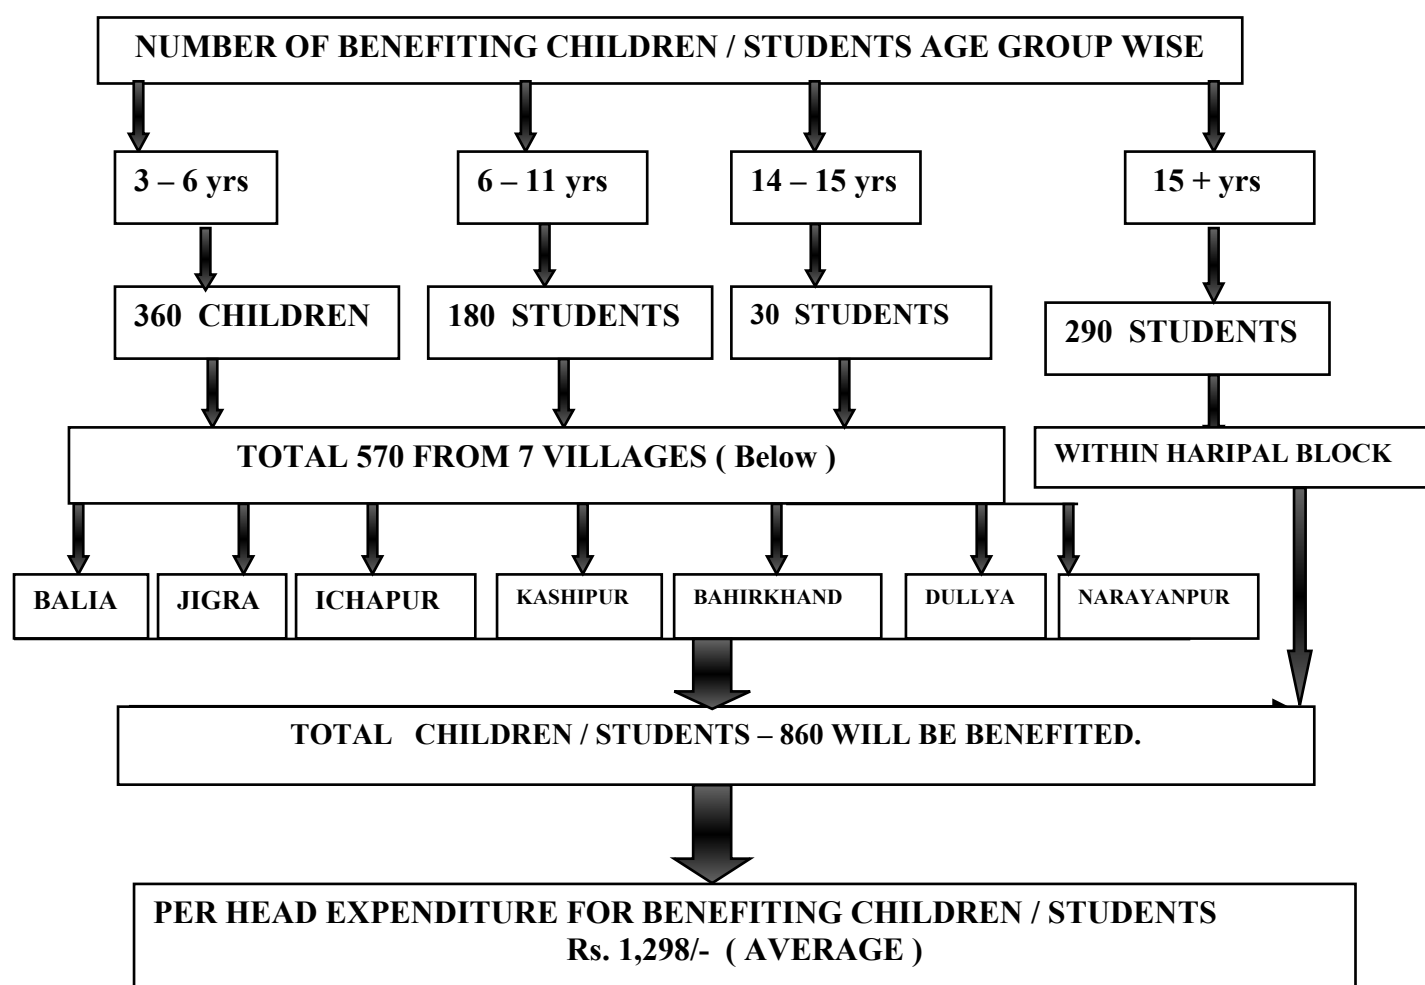 NUMBER OF BENEFITING CHILDREN / STUDENTS AGE GROUP WISE
3 – 6 yrs
6 – 11 yrs
14 – 15 yrs
15 + yrs
360 CHILDREN
180 STUDENTS
30 STUDENTS
290 STUDENTS
TOTAL 570 FROM 7 VILLAGES ( Below )
WITHIN HARIPAL BLOCK
BALIA
JIGRA
ICHAPUR
KASHIPUR
BAHIRKHAND
DULLYA
NARAYANPUR
TOTAL CHILDREN / STUDENTS – 860 WILL BE BENEFITED.
PER HEAD EXPENDITURE FOR BENEFITING CHILDREN / STUDENTS
Rs. 1,298/- ( AVERAGE )